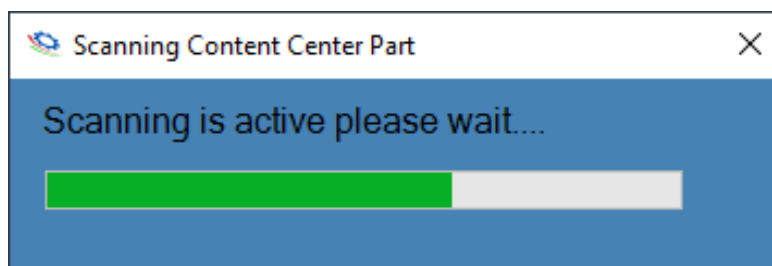 Scanning Content Center Part
Scanning is active please wait....